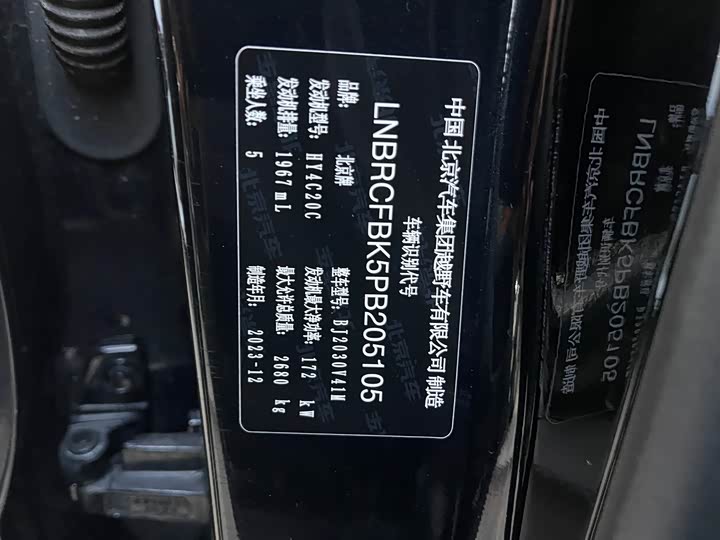 中国 北京汽车集团越野车有限公司 制造
车辆识别代号
LNBRCFBK5PB205105
品牌: 北京牌 整车型号: BJ2030V41M
发动机型号: HY4C20C 发动机最大净功率: 172 kW
发动机排量: 1967 mL 最大允许总质量: 2680 kg
乘坐人数: 5 制造年月: 2023-12